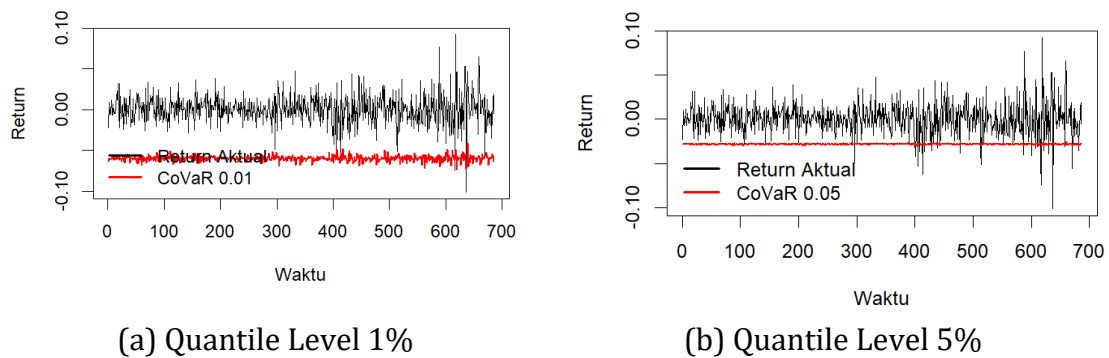 0.10
0.00
-0.10
Return
Return Aktual
CoVaR 0.01
0 100 200 300 400 500 600 700
Waktu
(a) Quantile Level 1%
0.10
0.00
-0.10
Return
Return Aktual
CoVaR 0.05
0 100 200 300 400 500 600 700
Waktu
(b) Quantile Level 5%